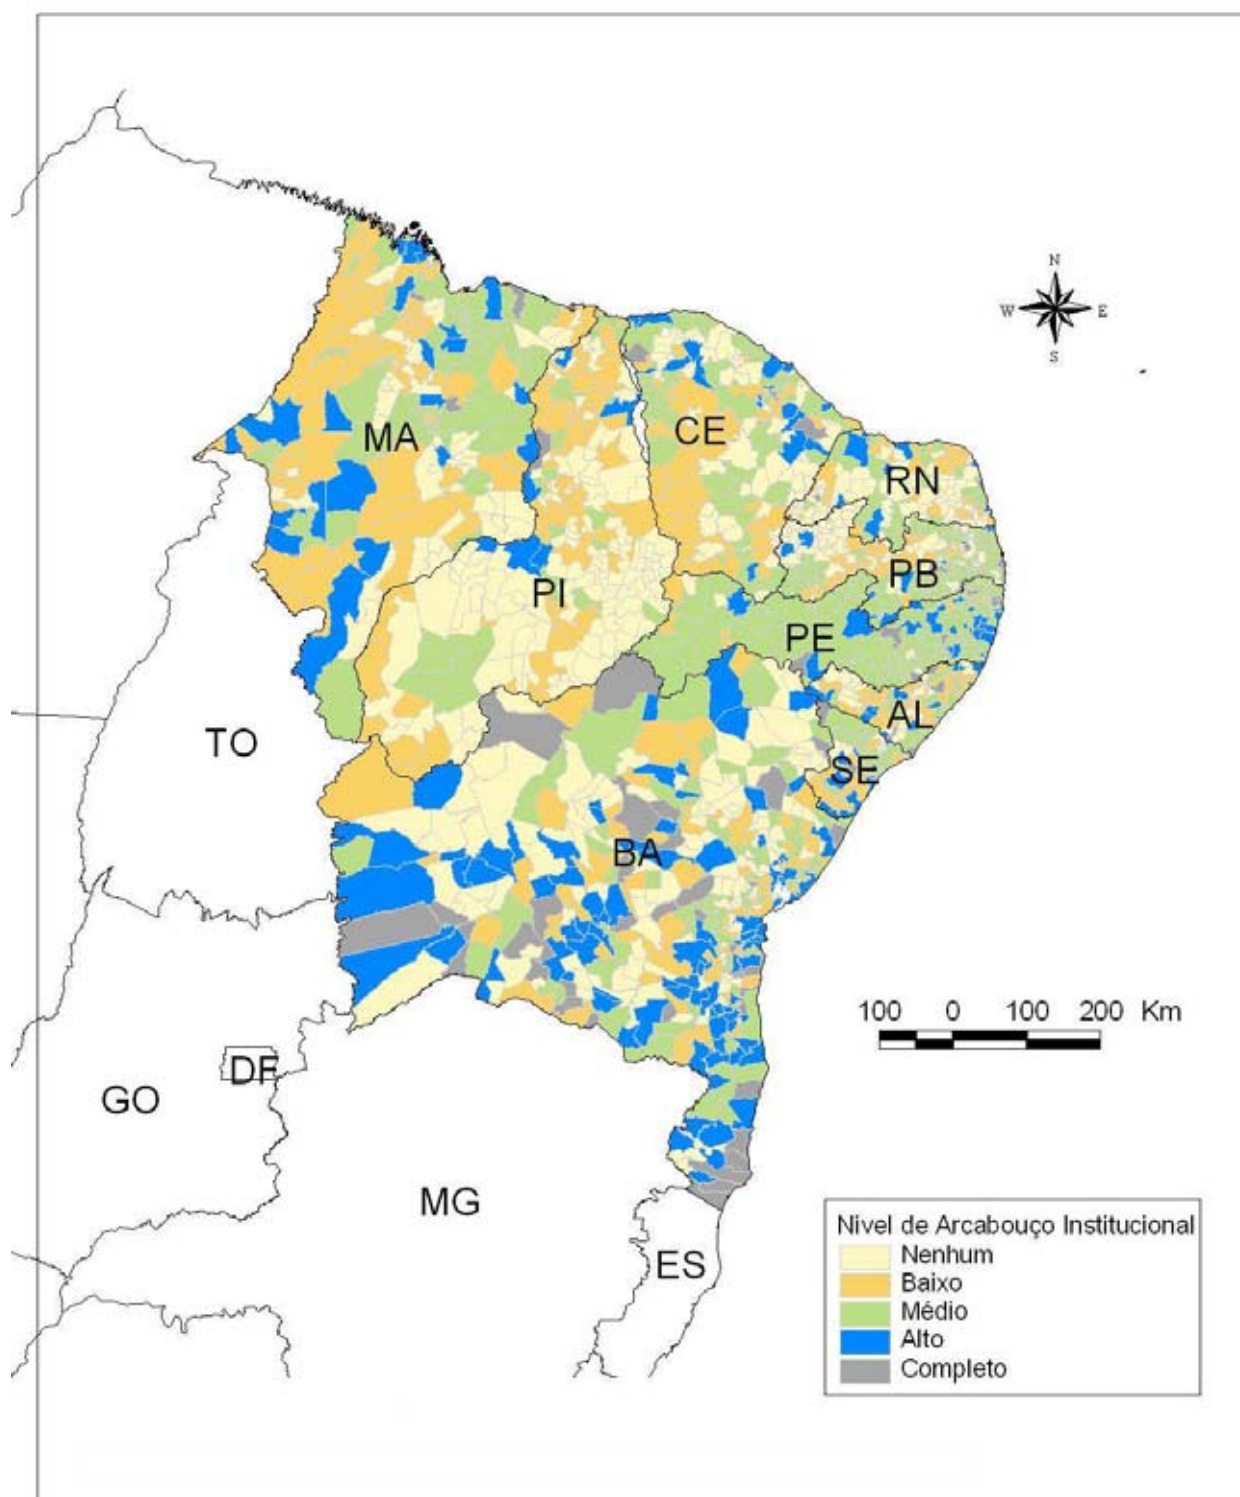 N
W E
S
MA
CE
RN
PB
PI
PE
AL
SE
TO
BA
100 0 100 200 Km
DF
GO
MG
ES
Nivel de Arcabouço Institucional
Nenhum
Baixo
Médio
Alto
Completo